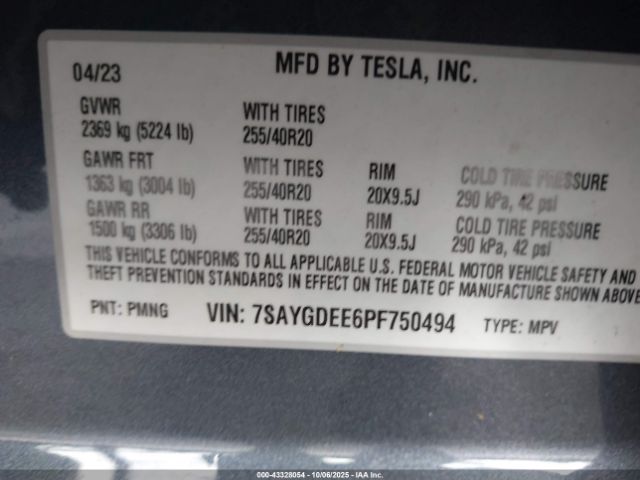 04/23 MFD BY TESLA, INC.
GVWR WITH TIRES
2369 kg (5224 lb) 255/40R20
GAWR FRT WITH TIRES RIM COLD TIRE PRESSURE
1363 kg (3004 lb) 255/40R20 20X9.5J 290 kPa, 42 psi
GAWR RR WITH TIRES RIM COLD TIRE PRESSURE
1500 kg (3306 lb) 255/40R20 20X9.5J 290 kPa, 42 psi
THIS VEHICLE CONFORMS TO ALL APPLICABLE U.S. FEDERAL MOTOR VEHICLE SAFETY AND
THEFT PREVENTION STANDARDS IN EFFECT ON THE DATE OF MANUFACTURE SHOWN ABOVE
PNT: PMNG VIN: 7SAYGDEE6PF750494 TYPE: MPV
000-43328054 | 10/06/2025 | IAA Inc.